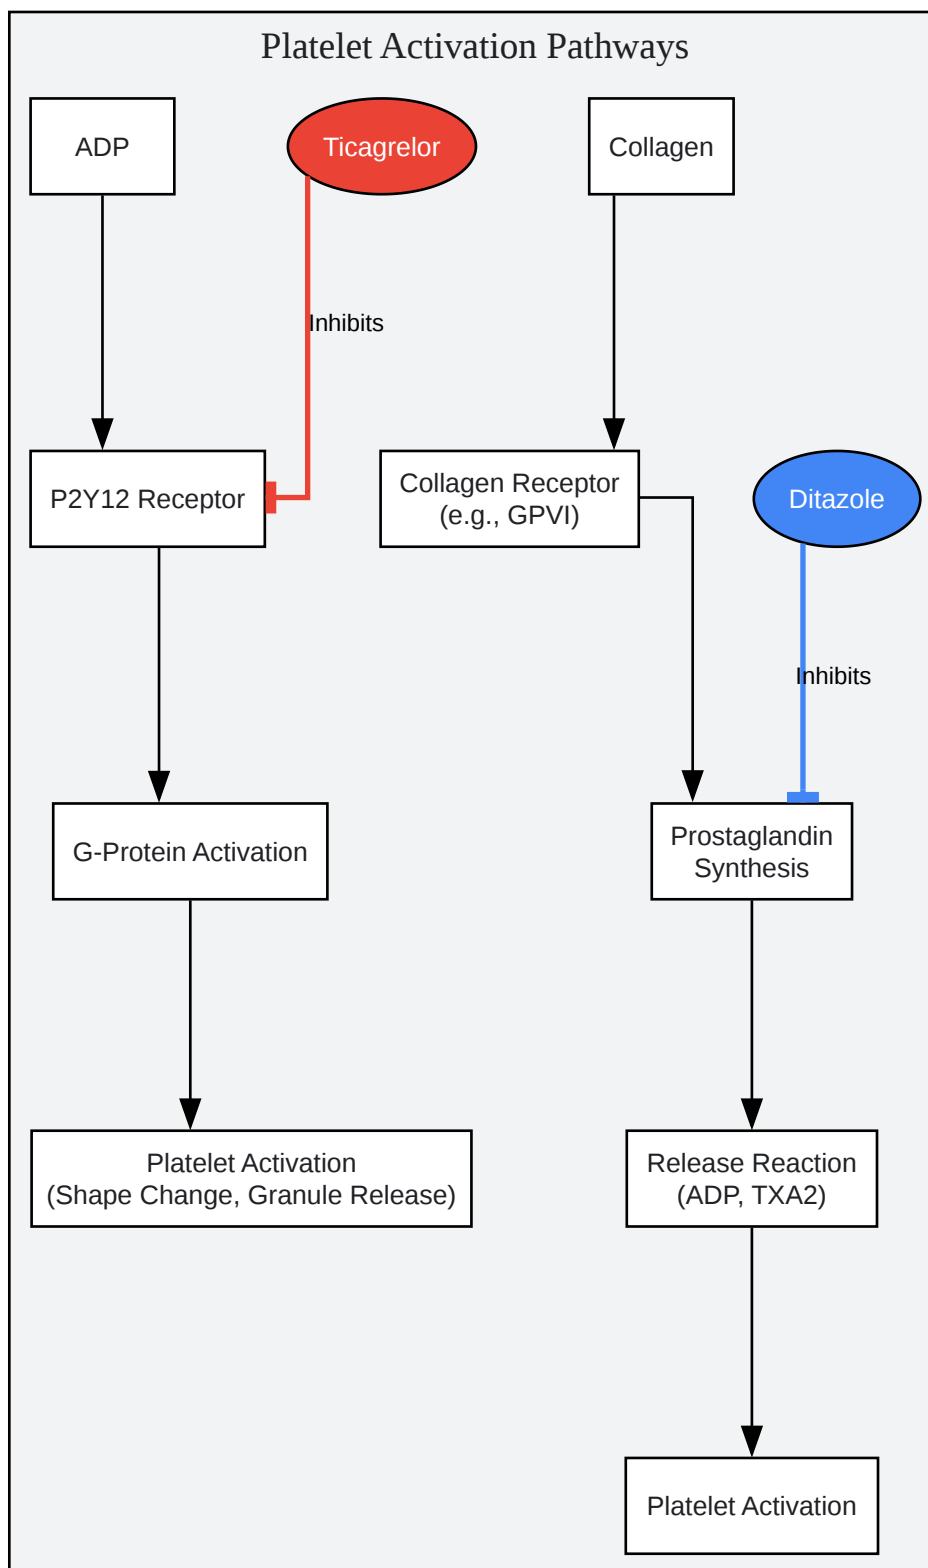 Platelet Activation Pathways
ADP
Ticagrelor
Collagen
Inhibits
P2Y12 Receptor
Collagen Receptor
(e.g., GPVI)
Ditazole
Inhibits
G-Protein Activation
Prostaglandin
Synthesis
Platelet Activation
(Shape Change, Granule Release)
Release Reaction
(ADP, TXA2)
Platelet Activation